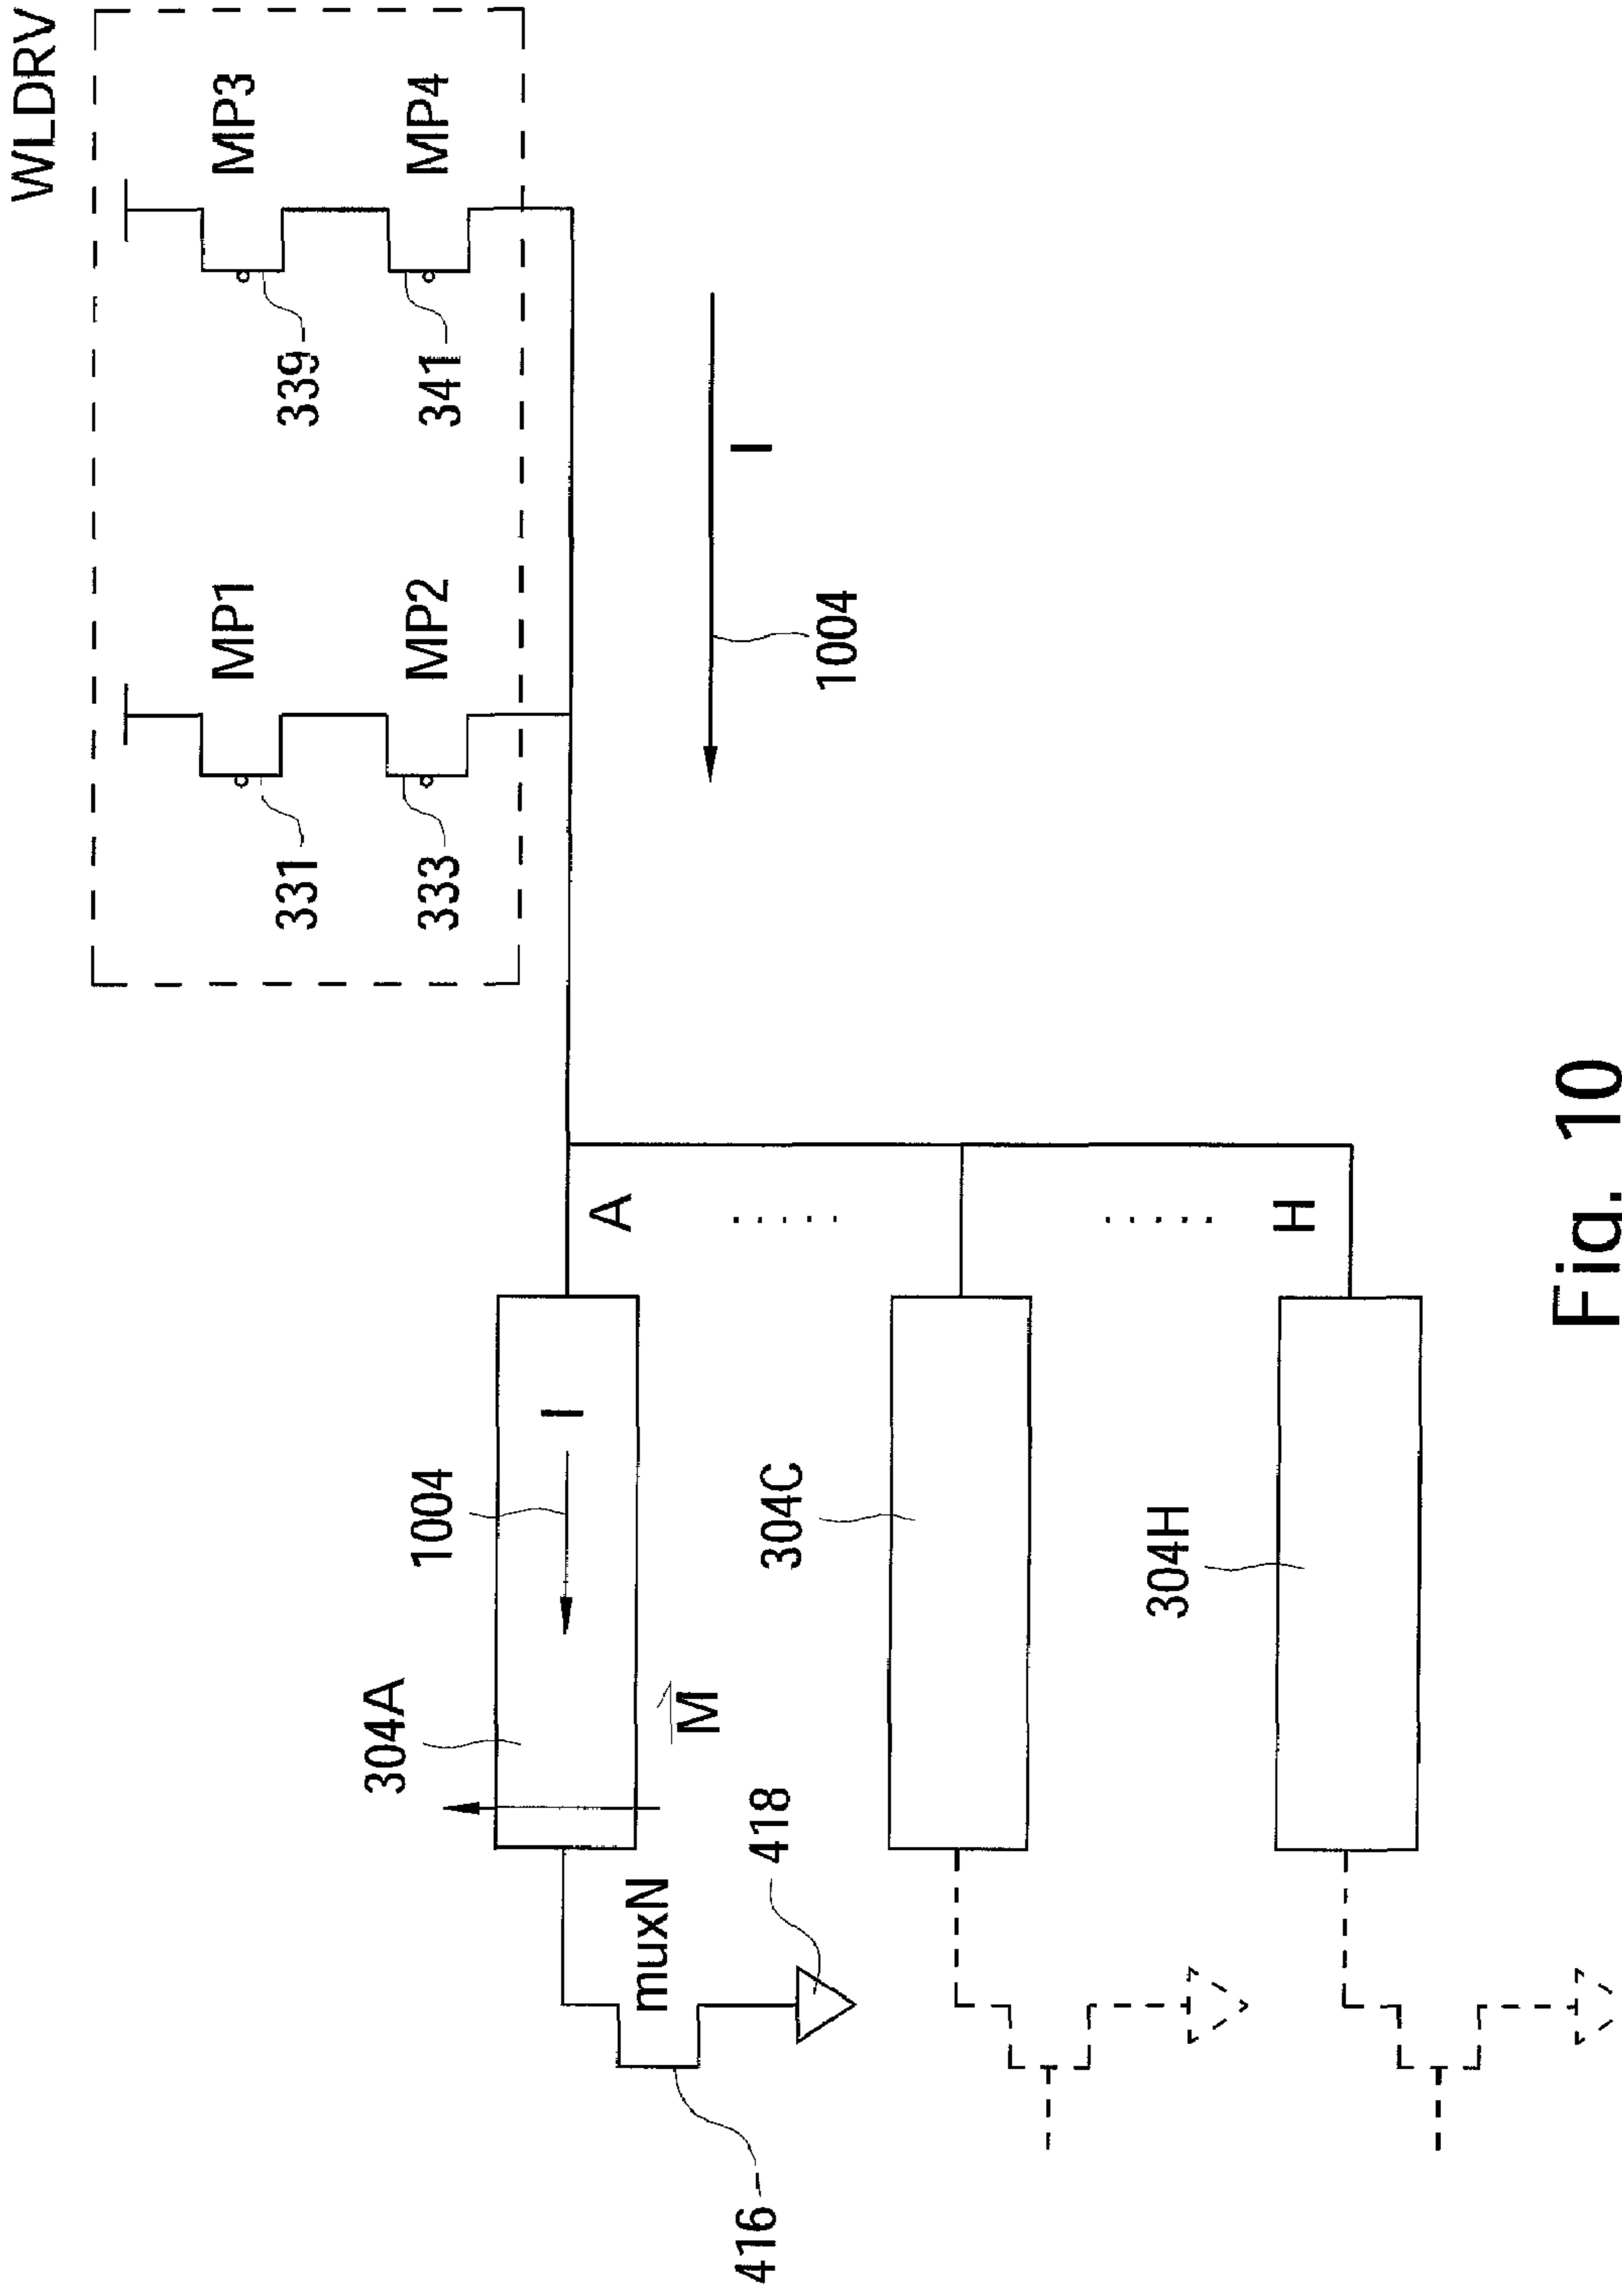 WLDRV
MP1
MP3
331
339
MP2
MP4
333
341
304A
1004
I
A
muxN
M
I
1004
416
418
304C
.....
.....
304H
H
Fig. 10